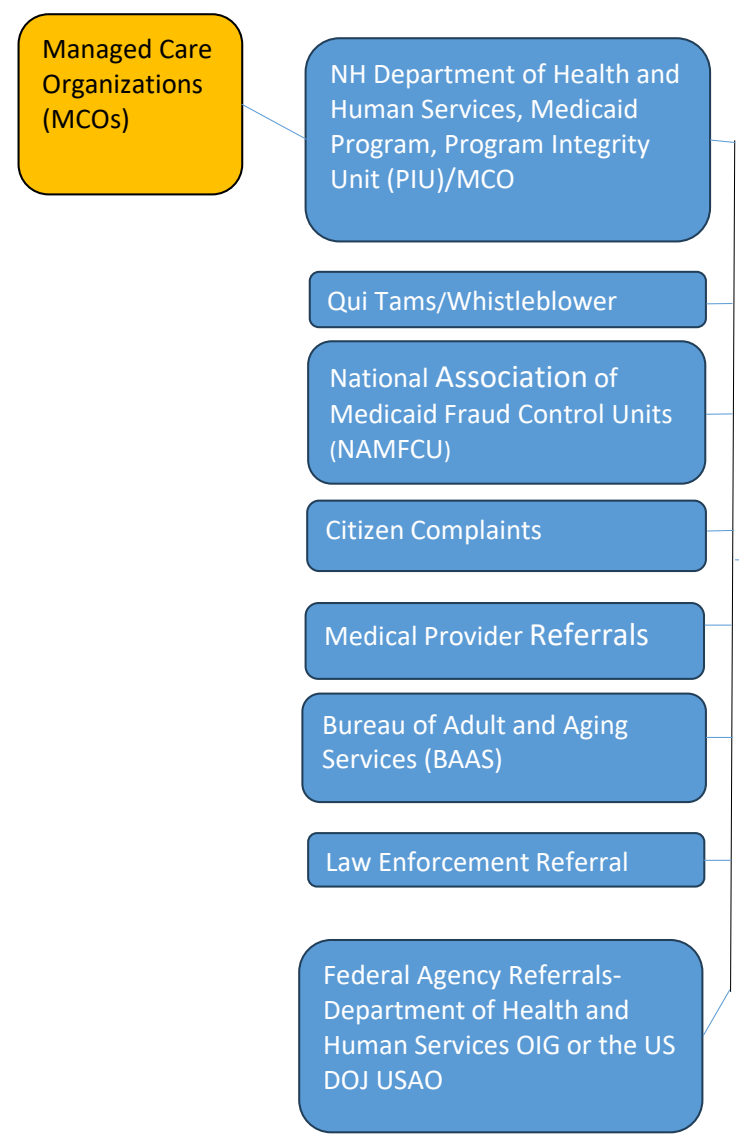 Managed Care
Organizations
(MCOs)
NH Department of Health and
Human Services, Medicaid
Program, Program Integrity
Unit (PIU)/MCO
Qui Tams/Whistleblower
National Association of
Medicaid Fraud Control Units
(NAMFCU)
Citizen Complaints
Medical Provider Referrals
Bureau of Adult and Aging
Services (BAAS)
Law Enforcement Referral
Federal Agency Referrals-
Department of Health and
Human Services OIG or the US
DOJ USAO